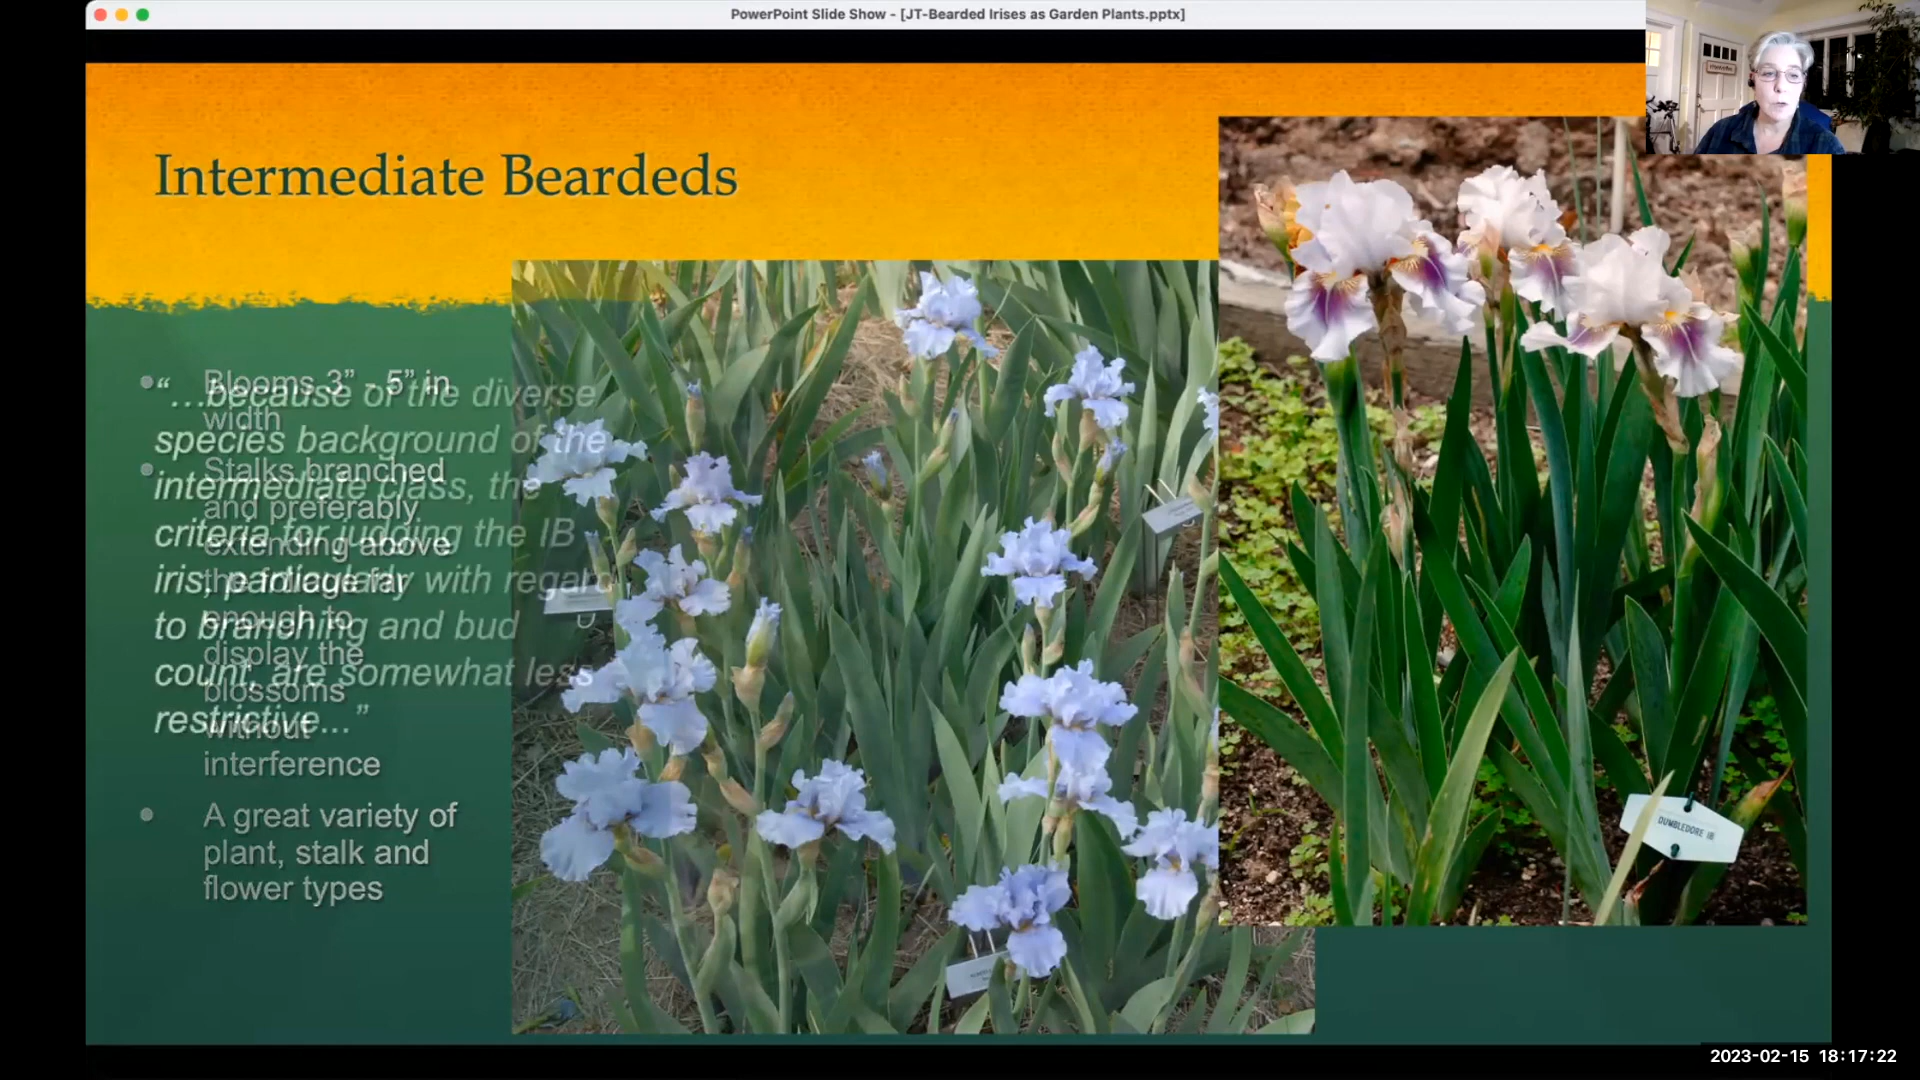 PowerPoint Slide Show - [JT-Bearded Irises as Garden Plants.pptx]
Intermediate Beardeds
Blooms 3” - 5” in
width
Stalks branched
and preferably
extending above
the foliage far
enough to
display the
blossoms
without
interference
A great variety of
plant, stalk and
flower types
“…because of the diverse
species background of the
intermediate class, the
criteria for judging the IB
iris, particularly with regard
to branching and bud
count, are somewhat less
restrictive…”
DUMBLEDORE IB
2023-02-15 18:17:22